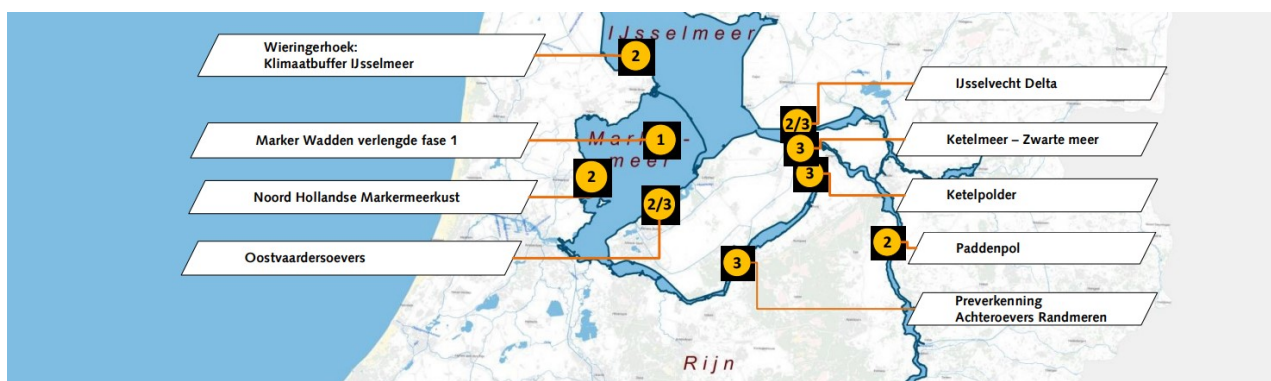 Wieringerhoek:
Klimaatbuffer IJsselmeer
Marker Wadden verlengde fase 1
Noord Hollandse Markermeerkust
Oostvaardersoevers
IJsselmeer
2
Marker-
meer
1
2
2/3
2/3
3
3
2
3
Rijn
IJsselvecht Delta
Ketelmeer – Zwarte meer
Ketelpolder
Paddenpol
Preverkenning
Achteroevers Randmeren